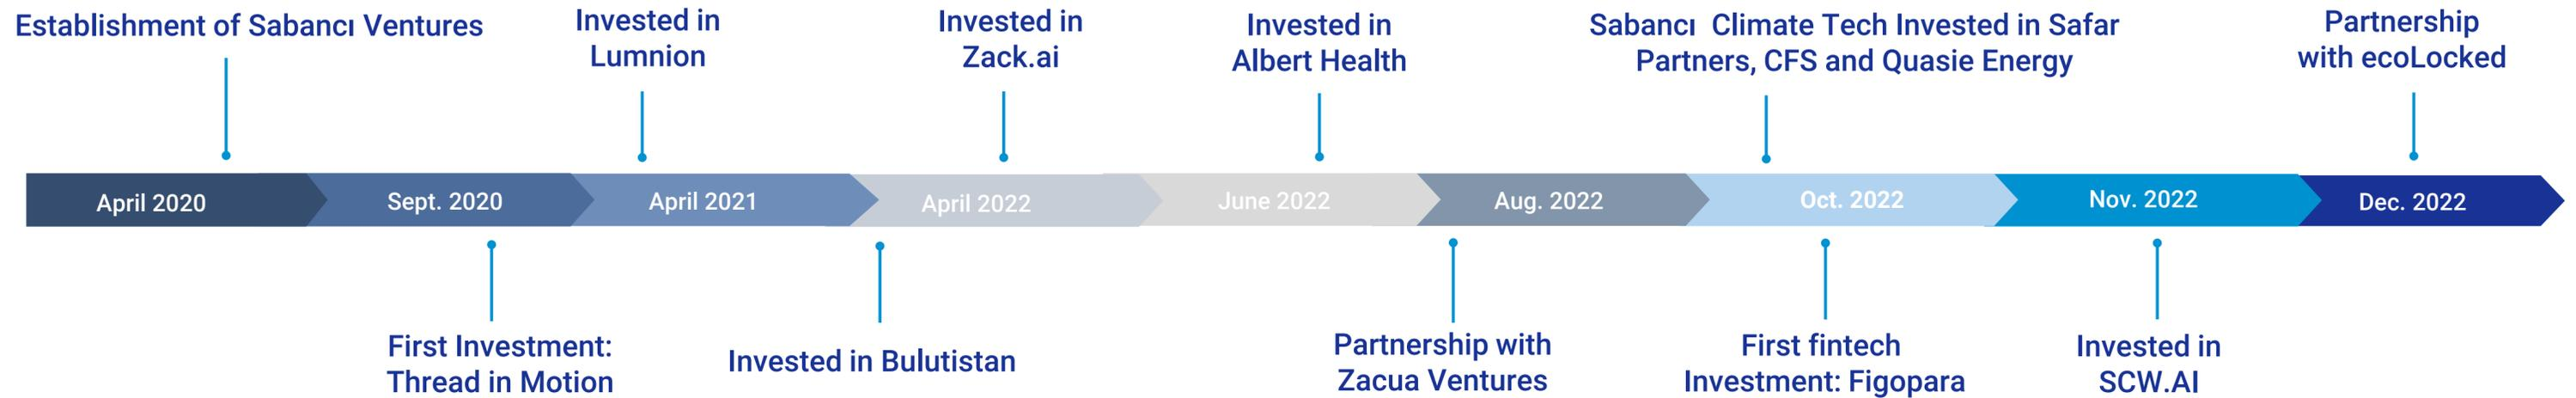 Establishment of Sabancı Ventures
Invested in
Lumnion
Invested in
Zack.ai
Invested in
Albert Health
Sabancı Climate Tech Invested in Safar
Partners, CFS and Quasie Energy
Partnership
with ecoLocked
April 2020
Sept. 2020
April 2021
April 2022
June 2022
Aug. 2022
Oct. 2022
Nov. 2022
Dec. 2022
First Investment:
Thread in Motion
Invested in Bulutistan
Partnership with
Zacua Ventures
First fintech
Investment: Figopara
Invested in
SCW.AI